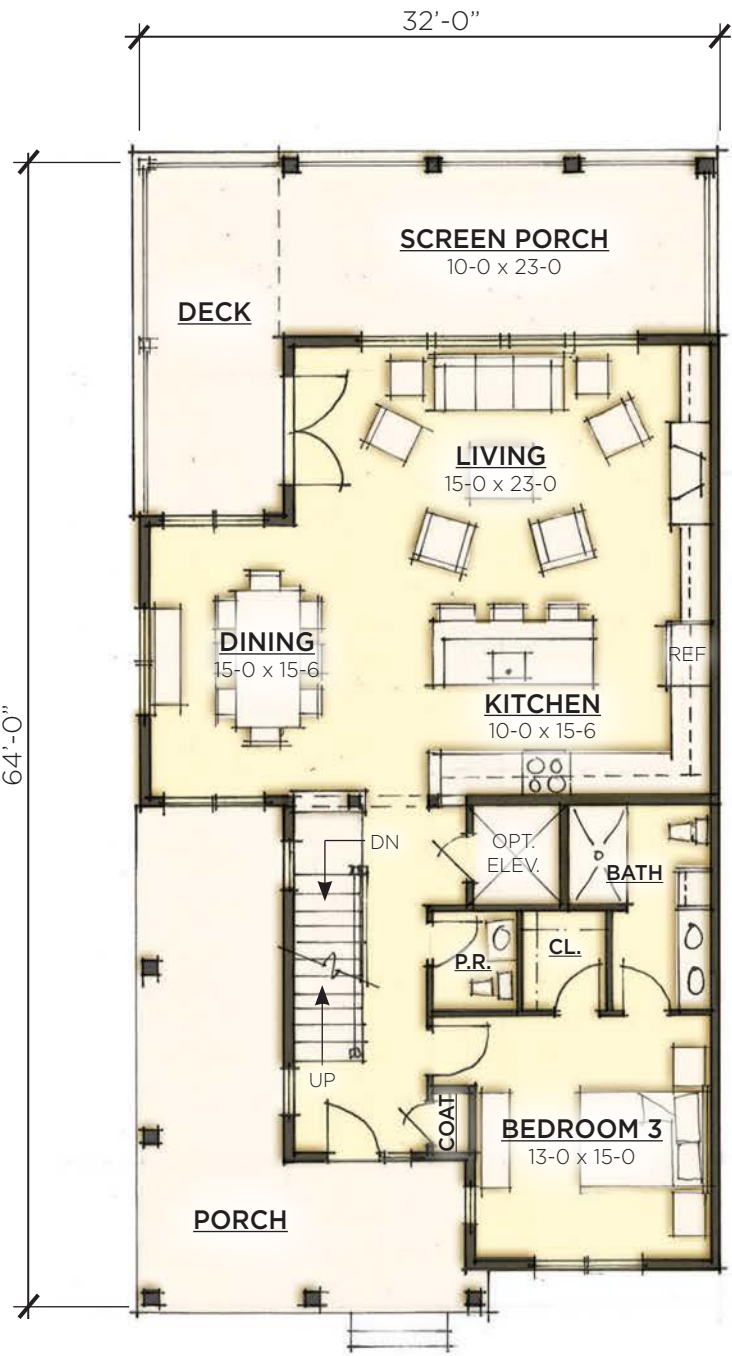 32'-0"
64'-0"
SCREEN PORCH
10-0 x 23-0
DECK
LIVING
15-0 x 23-0
DINING
15-0 x 15-6
REF
KITCHEN
10-0 x 15-6
DN
OPT.
ELEV.
BATH
P.R.
CL.
UP
COAT
BEDROOM 3
13-0 x 15-0
PORCH